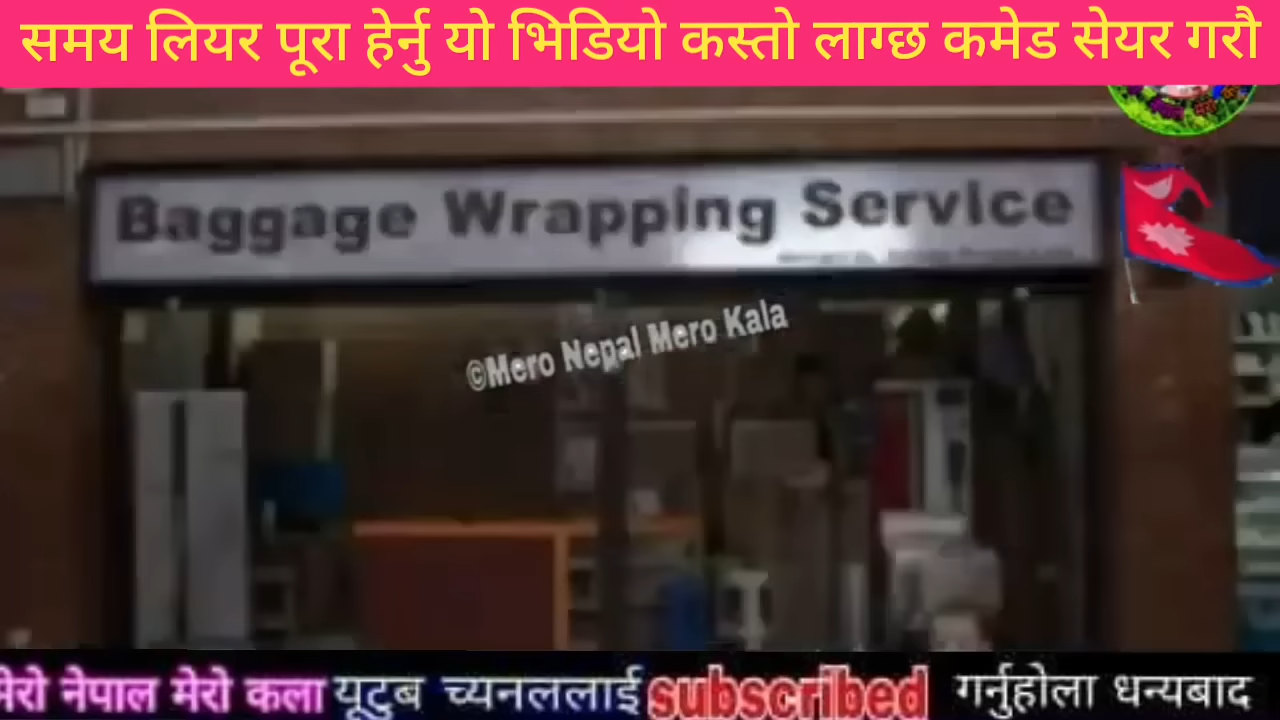 समय लियर पूरा हेर्नु यो भिडियो कस्तो लाग्छ कमेड सेयर गरौ
Baggage Wrapping Service
©Mero Nepal Mero Kala
मेरो नेपाल मेरो कला यूटुब च्यनललाई subscribed गर्नुहोला धन्यबाद